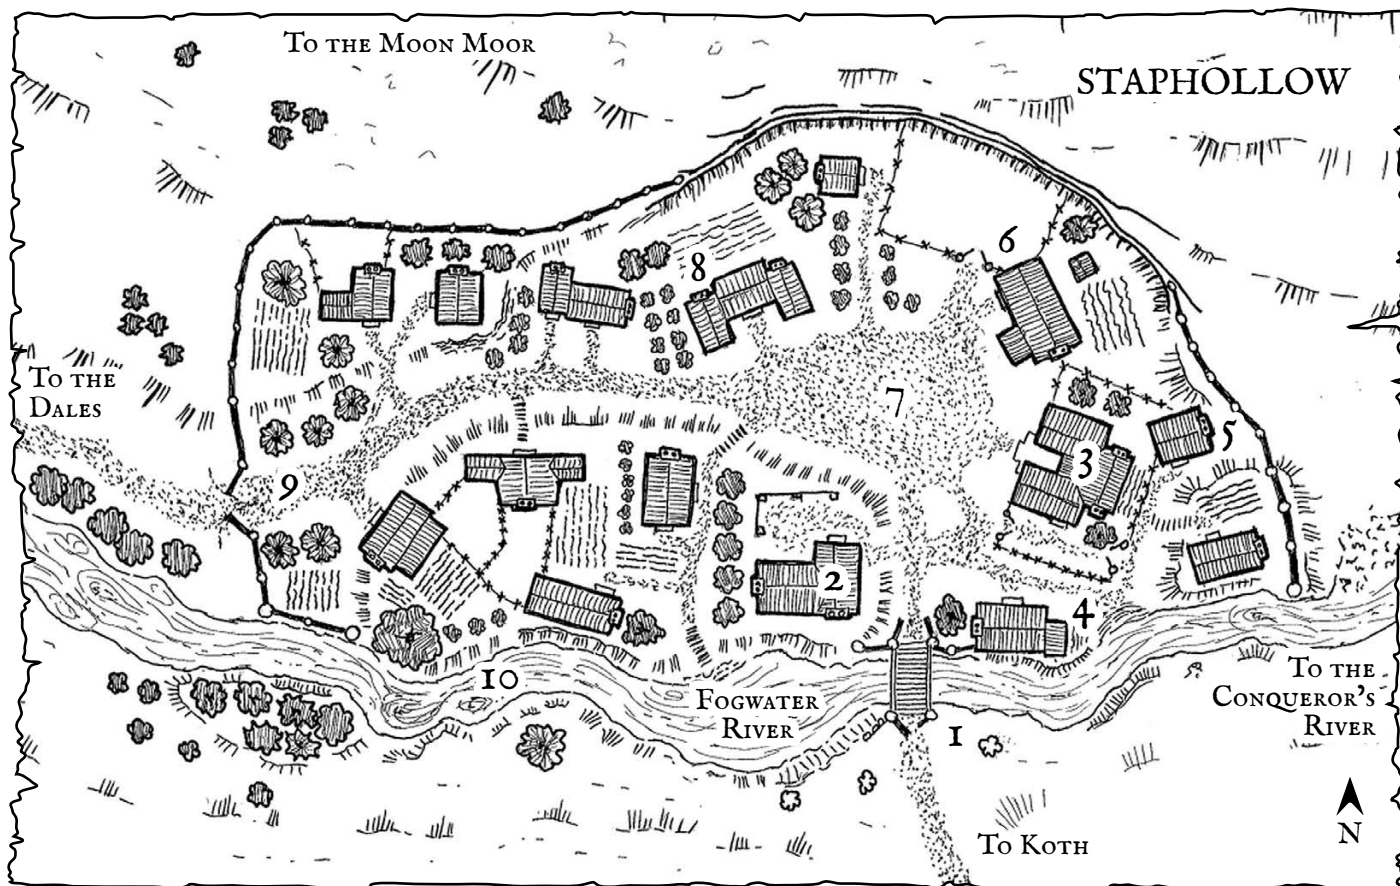 To the Moon Moor
STAPHOLLOW
6
8
To the
Dales
7
5
3
9
2
4
10
Fogwater
River
1
To the
Conqueror's
River
N
To Koth